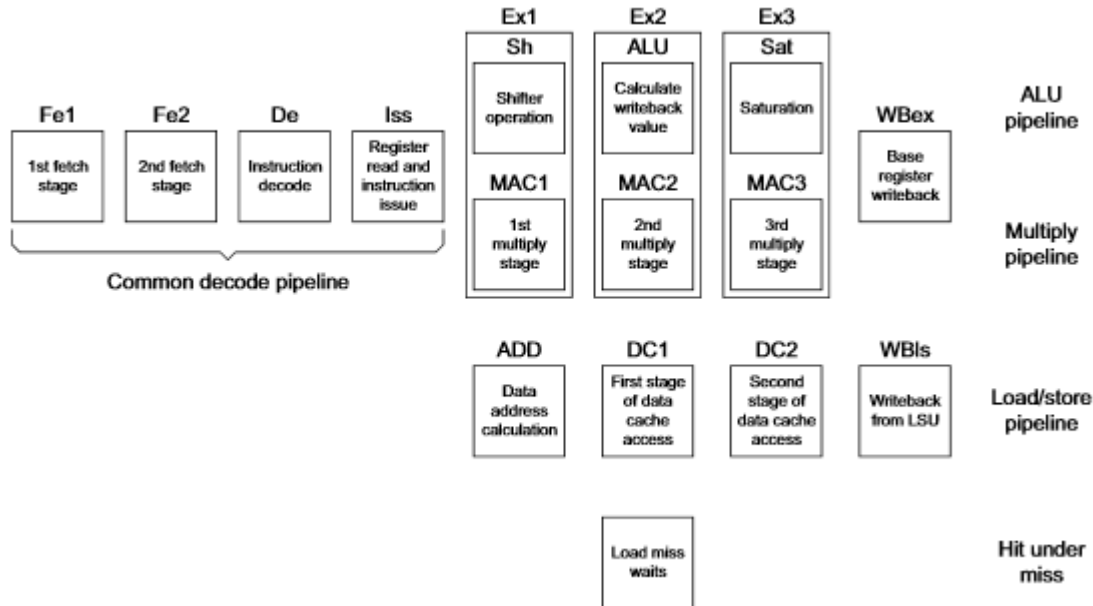 Ex1
Ex2
Ex3
Sh
ALU
Sat
Shifter
operation
Calculate
writeback
value
Saturation
ALU
pipeline
Fe1
Fe2
De
Iss
WBex
1st fetch
stage
2nd fetch
stage
Instruction
decode
Register
read and
instruction
issue
Base
register
writeback
MAC1
MAC2
MAC3
1st
multiply
stage
2nd
multiply
stage
3rd
multiply
stage
Multiply
pipeline
Common decode pipeline
ADD
DC1
DC2
WBls
Data
address
calculation
First stage
of data
cache
access
Second
stage of
data cache
access
Writeback
from LSU
Load/store
pipeline
Load miss
waits
Hit under
miss